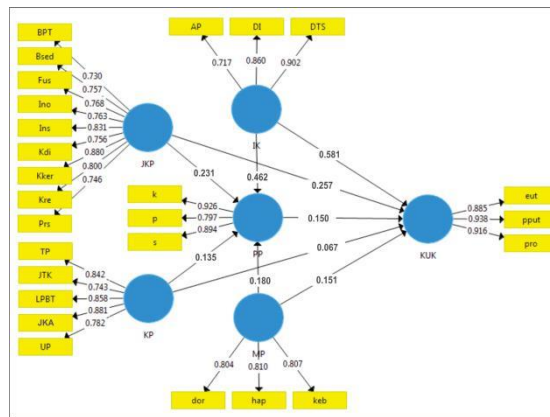 AP DI DTS
0.717 0.860 0.902
IK
BPT
Bsed
Fus
Ino
Ins
Kdi
Kker
Kre
Prs
0.730
0.757
0.768
0.763
0.831
0.756
0.880
0.800
0.746
JKP
0.231
0.462
0.581
0.257
k
p
s
0.926
0.797
0.894
PP
0.150
0.135
0.067
0.180
0.151
KUK
0.885
0.938
0.916
eut
pput
pro
TP
JTK
LPBT
JKA
UP
0.842
0.743
0.858
0.881
0.782
KP
MP
0.804 0.810 0.807
dor hap keb